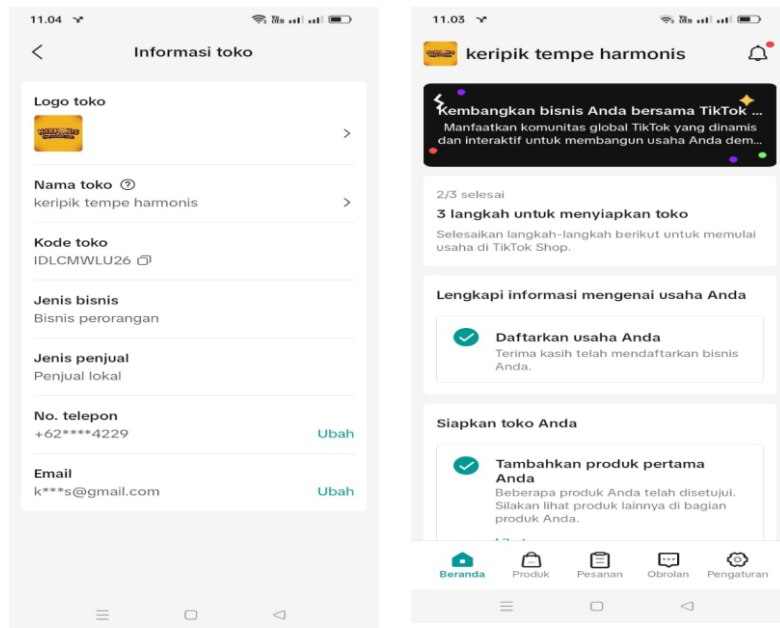 11.04
Informasi toko
Logo toko
HARMONIS
Nama toko
keripik tempe harmonis
Kode toko
IDLCMWLU26
Jenis bisnis
Bisnis perorangan
Jenis penjual
Penjual lokal
No. telepon
+62****4229
Ubah
Email
k***s@gmail.com
Ubah
11.03
keripik tempe harmonis
Kembangkan bisnis Anda bersama TikTok ...
Manfaatkan komunitas global TikTok yang dinamis
dan interaktif untuk membangun usaha Anda dem...
2/3 selesai
3 langkah untuk menyiapkan toko
Selesaikan langkah-langkah berikut untuk memulai
usaha di TikTok Shop.
Lengkapi informasi mengenai usaha Anda
Daftarkan usaha Anda
Terima kasih telah mendaftarkan bisnis
Anda.
Siapkan toko Anda
Tambahkan produk pertama
Anda
Beberapa produk Anda telah disetujui.
Silakan lihat produk lainnya di bagian
produk Anda.
Beranda
Produk
Pesanan
Obrolan
Pengaturan